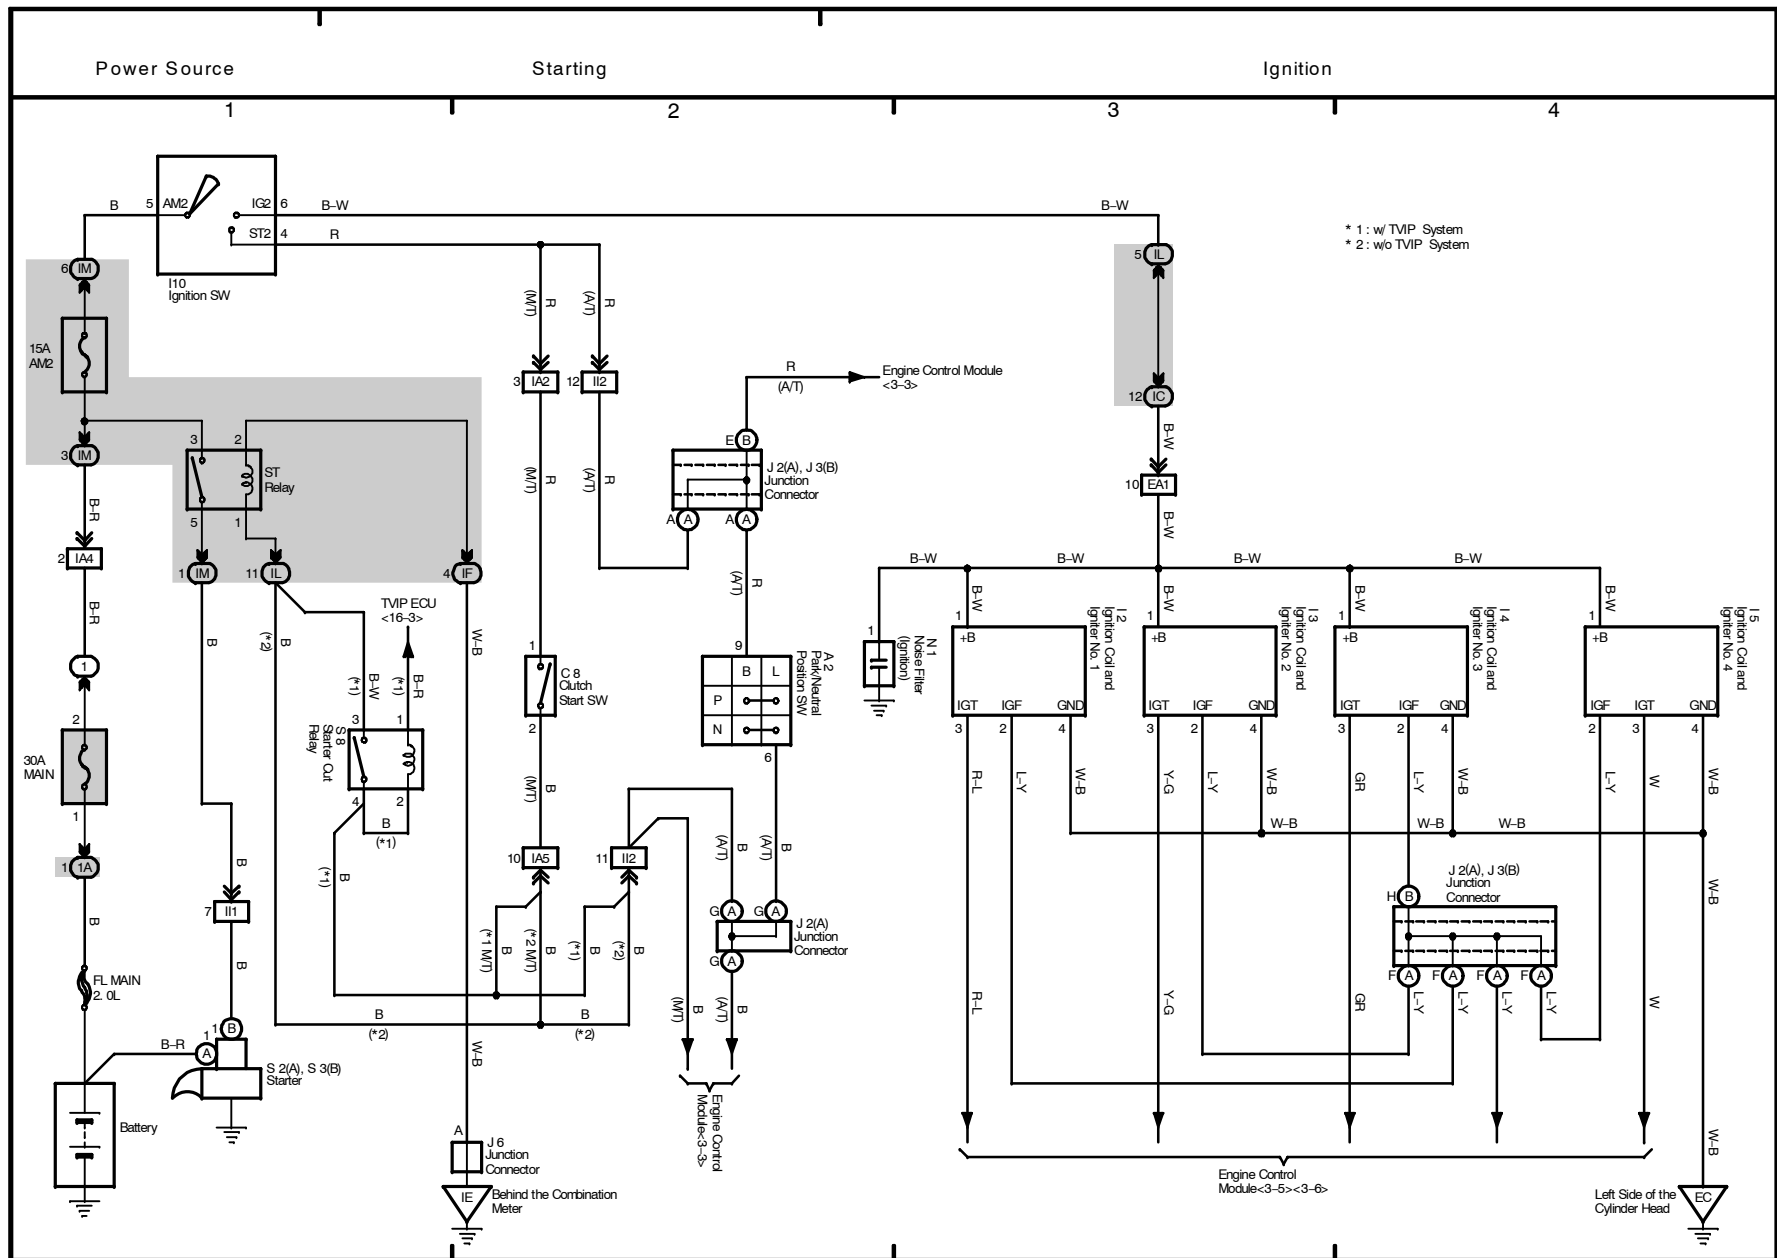 Power Source
Starting
Ignition
1
2
3
4
B
5
AM2
IG2
6
B–W
B–W
ST2
4
R
I10
Ignition SW
* 1 : w/ TVIP System
* 2 : w/o TVIP System
6
IM
5
IL
15A
AM2
R
(M/T)
R
(A/T)
3
IA2
12
II2
R
(A/T)
Engine Control Module
<3–3>
12
IC
B–W
3
IM
3
2
ST
Relay
5
1
E
B
J 2(A), J 3(B)
Junction
Connector
A
A
A
A
R
(M/T)
R
(A/T)
10
EA1
B–W
B–R
2
IA4
B–R
1
IM
11
IL
4
IF
TVIP ECU
<16–3>
R
(A/T)
B–W
B–W
B–W
B–W
1
B
B
(*2)
B–W
(*1)
B–R
(*1)
W–B
1
C 8
Clutch
Start SW
2
9
B
L
P
N
6
A 2
Park/Neutral
Position SW
1
N 1
Noise Filter
(Ignition)
B–W
1
+B
IGT
IGF
GND
3
2
4
I 2
Ignition Coil and
Igniter No. 1
B–W
1
+B
IGT
IGF
GND
3
2
4
I 3
Ignition Coil and
Igniter No. 2
B–W
1
+B
IGT
IGF
GND
3
2
4
I 4
Ignition Coil and
Igniter No. 3
B–W
1
IGF
IGT
GND
2
3
4
I 5
Ignition Coil and
Igniter No. 4
2
30A
MAIN
1
1
1A
3
1
S 8
Starter Cut
Relay
4
2
B
(*1)
B
(*1)
B
(M/T)
R–L
L–Y
W–B
Y–G
L–Y
W–B
GR
L–Y
W–B
L–Y
W
W–B
W–B
W–B
W–B
10
IA5
11
II2
B
(A/T)
B
(A/T)
B
B
7
II1
B
G
A
G
A
J 2(A)
Junction
Connector
G
A
J 2(A), J 3(B)
Junction
Connector
H
B
F
A
F
A
F
A
F
A
W–B
B
(*1 M/T)
B
(*2 M/T)
B
(*1)
B
(*2)
FL MAIN
2. 0L
B
(*2)
B
(*2)
B
(M/T)
B
(A/T)
R–L
Y–G
GR
L–Y
L–Y
L–Y
L–Y
W
1
B
1
A
B–R
S 2(A), S 3(B)
Starter
W–B
Battery
Engine Control
Module<3–3>
A
J 6
Junction
Connector
IE
Behind the Combination
Meter
Engine Control
Module<3–5><3–6>
W–B
Left Side of the
Cylinder Head
EC